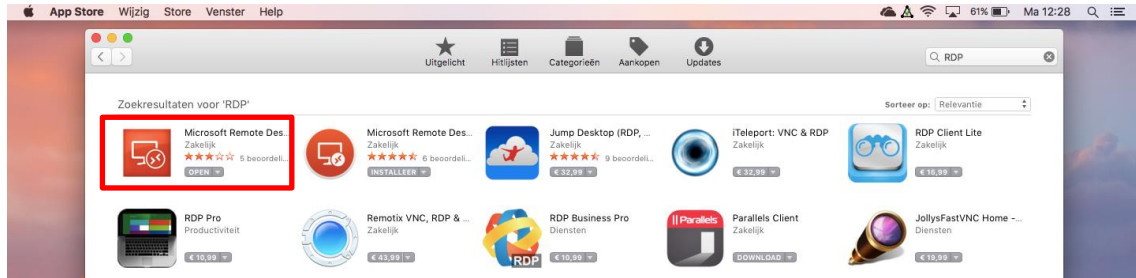 App Store Wijzig Store Venster Help 61% Ma 12:28
Uitgelicht Hitlijsten Categorieën Aankopen Updates RDP
Zoekresultaten voor 'RDP' Sorteer op: Relevantie
Microsoft Remote Des...
Zakelijk
5 beoordeli...
OPEN
Microsoft Remote Des...
Zakelijk
6 beoordeli...
INSTALLEER
Jump Desktop (RDP, ...
Zakelijk
9 beoordeli...
€ 32,99
iTeleport: VNC & RDP
Zakelijk
€ 32,99
RDP Client Lite
Zakelijk
€ 16,99
RDP Pro
Productiviteit
€ 10,99
Remotix VNC, RDP & ...
Zakelijk
€ 43,99
RDP
RDP Business Pro
Diensten
€ 10,99
|| Parallels
Parallels Client
Zakelijk
DOWNLOAD
JollysFastVNC Home -...
Diensten
€ 19,99